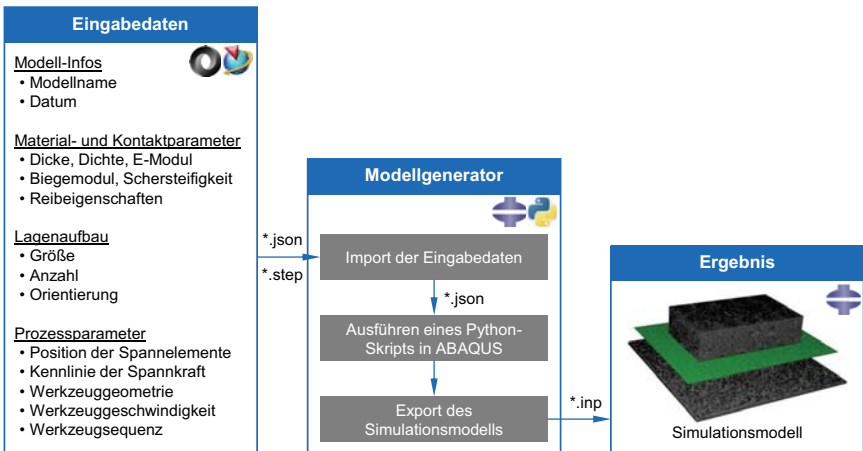 Eingabedaten
Modell-Infos
• Modellname
• Datum
Material- und Kontaktparameter
• Dicke, Dichte, E-Modul
• Biegemodul, Schersteifigkeit
• Reibeigenschaften
Lagenaufbau
• Größe
• Anzahl
• Orientierung
Prozessparameter
• Position der Spannelemente
• Kennlinie der Spannkraft
• Werkzeuggeometrie
• Werkzeuggeschwindigkeit
• Werkzeugsequenz
*.json
*.step
Modellgenerator
Import der Eingabedaten
*.json
Ausführen eines Python-
Skripts in ABAQUS
Export des
Simulationsmodells
*.inp
Ergebnis
Simulationsmodell